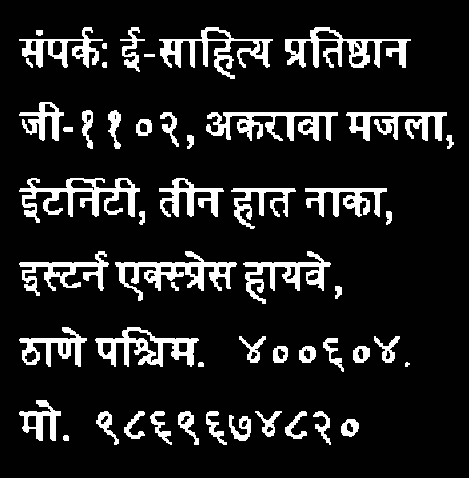 संपर्क: ई-साहित्य प्रतिष्ठान
जी-११०२, अकरावा मजला,
ईटर्निटी, तीन हात नाका,
इस्टर्न एक्स्प्रेस हायवे,
ठाणे पश्चिम. ४००६०४.
मो. ९८६९६७४८२०